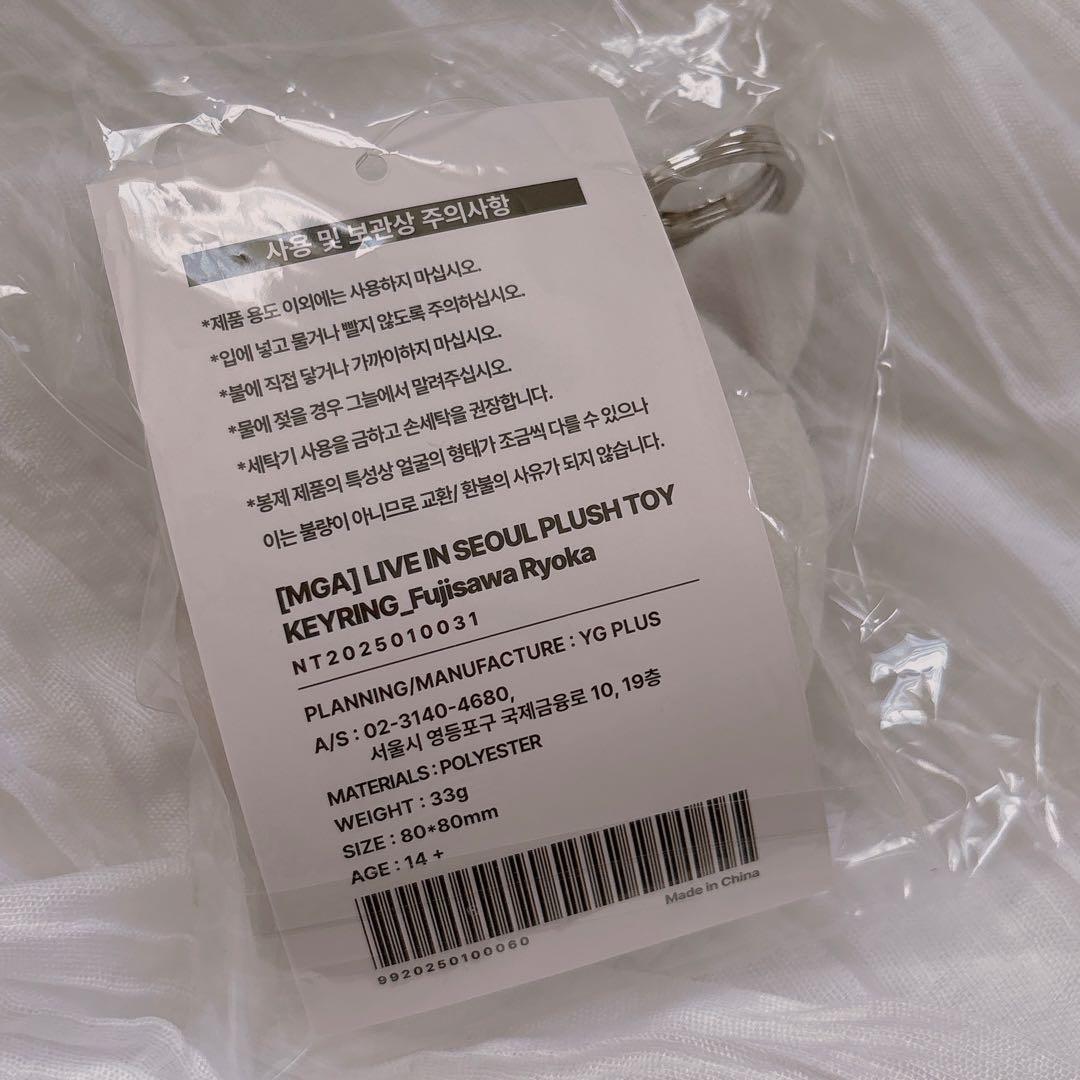 사용 및 보관상 주의사항
*제품 용도 이외에는 사용하지 마십시오.
*입에 넣고 물거나 빨지 않도록 주의하십시오.
*불에 직접 닿거나 가까이하지 마십시오.
*물에 젖을 경우 그늘에서 말려주십시오.
*세탁기 사용을 금하고 손세탁을 권장합니다.
*봉제 제품의 특성상 얼굴의 형태가 조금씩 다를 수 있으나
이는 불량이 아니므로 교환/ 환불의 사유가 되지 않습니다.
[MGA] LIVE IN SEOUL PLUSH TOY
KEYRING_Fujisawa Ryoka
NT2025010031
PLANNING/MANUFACTURE : YG PLUS
A/S : 02-3140-4680,
서울시 영등포구 국제금융로 10, 19층
MATERIALS : POLYESTER
WEIGHT : 33g
SIZE : 80*80mm
AGE : 14 +
Made in China
9920250100060